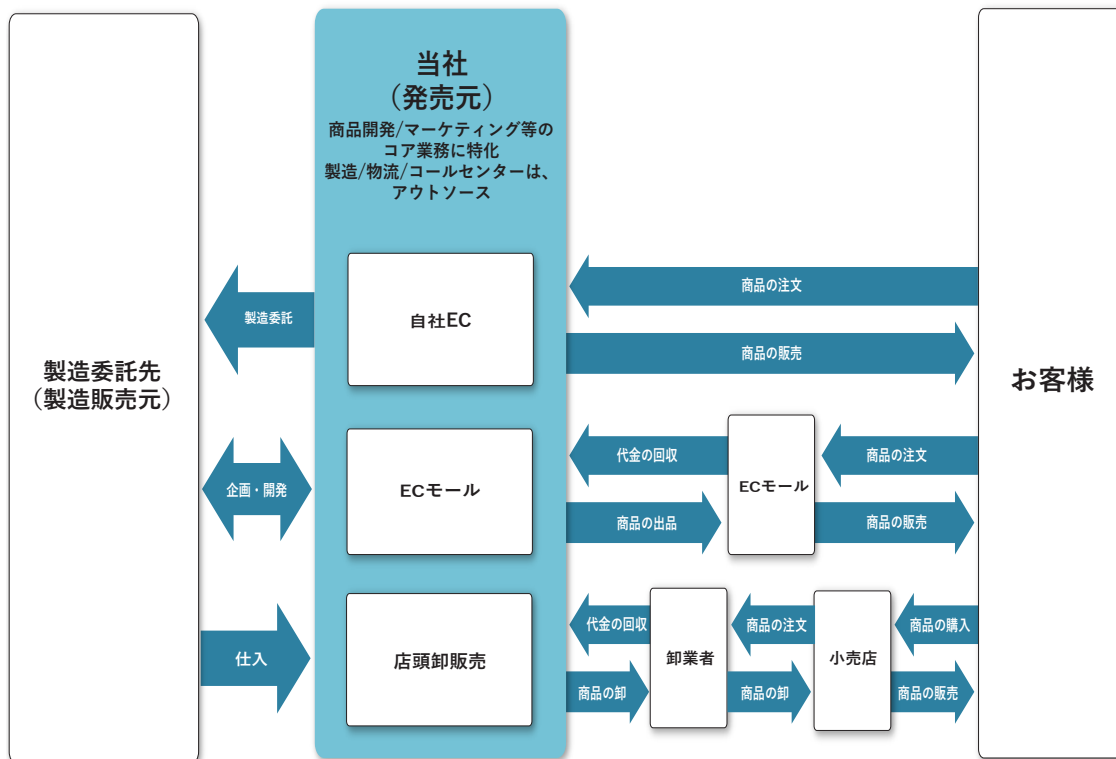 当社
（発売元）
商品開発/マーケティング等の
コア業務に特化
製造/物流/コールセンターは、
アウトソース
製造委託先
（製造販売元）
製造委託
企画・開発
仕入
自社EC
ECモール
店頭卸販売
商品の注文
商品の販売
代金の回収
商品の出品
ECモール
商品の注文
商品の販売
代金の回収
商品の卸
卸業者
商品の注文
商品の卸
小売店
商品の購入
商品の販売
お客様